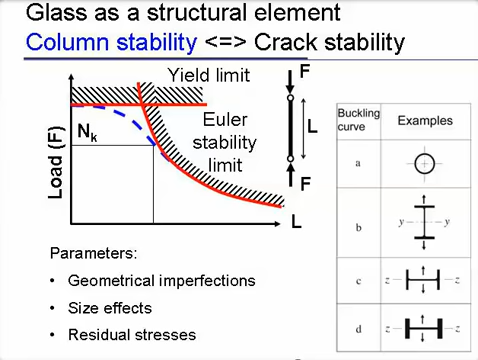 Glass as a structural element
Column stability <=> Crack stability
Yield limit
F
Euler
stability
limit
L
Load (F)
Nk
F
L
Buckling
curve
Examples
a
b
y
y
c
z
z
d
z
z
Parameters:
• Geometrical imperfections
• Size effects
• Residual stresses